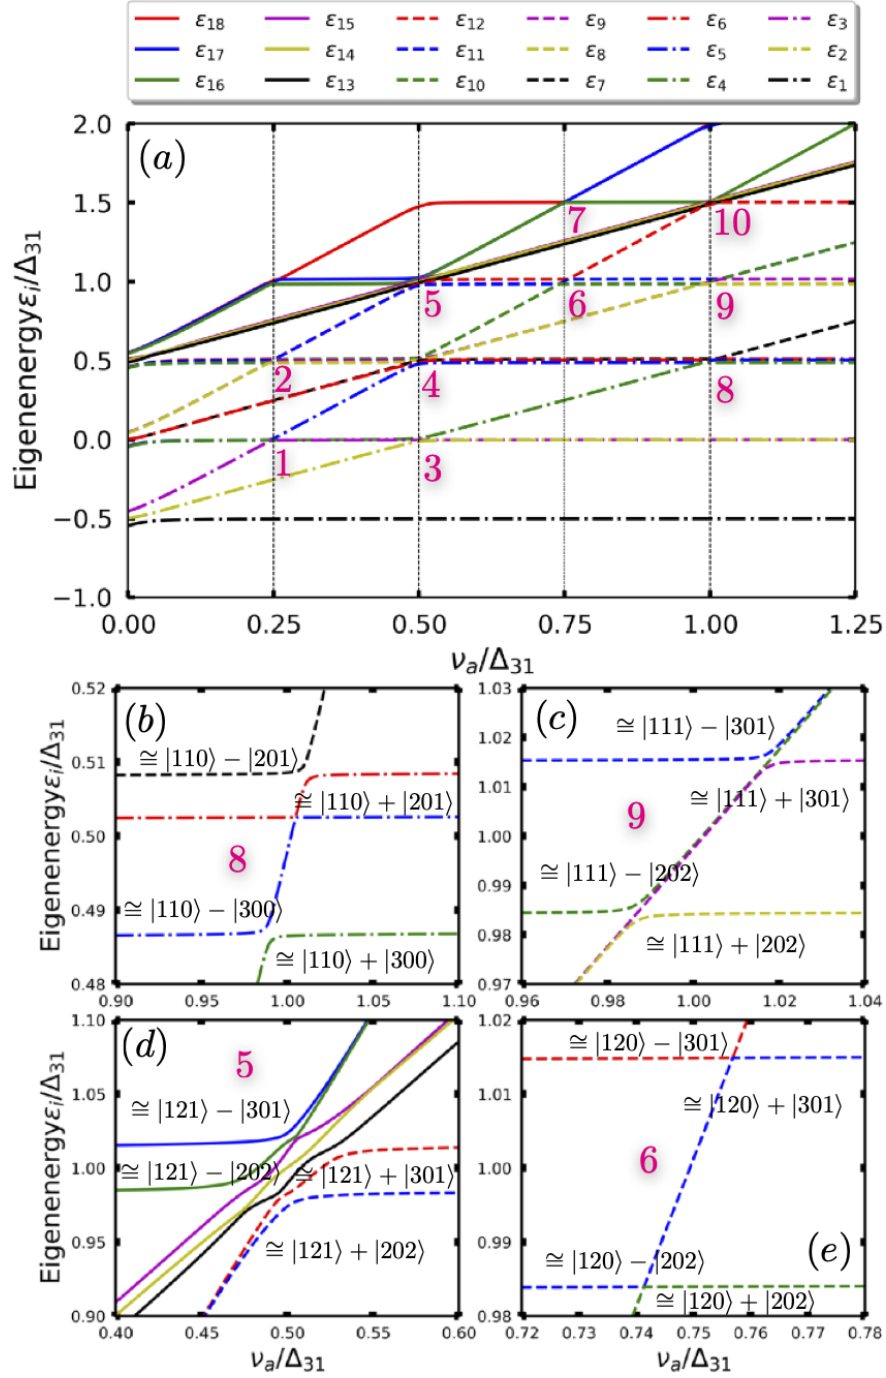 ε18 ε15 ε12 ε9 ε6 ε3
ε17 ε14 ε11 ε8 ε5 ε2
ε16 ε13 ε10 ε7 ε4 ε1
(a)
Eigenenergyεi/Δ31
2.0
1.5
1.0
0.5
0.0
−0.5
−1.0
7
10
5
6
9
2
4
8
1
3
0.00 0.25 0.50 0.75 1.00 1.25
νa/Δ31
(b)
Eigenenergyεi/Δ31
0.52
0.51
0.50
0.49
0.48
≅ |110⟩ − |201⟩
≅ |110⟩ + |201⟩
8
≅ |110⟩ − |300⟩
≅ |110⟩ + |300⟩
0.90 0.95 1.00 1.05 1.10
(c)
1.03
1.02
1.01
1.00
0.99
0.98
0.97
≅ |111⟩ − |301⟩
≅ |111⟩ + |301⟩
9
≅ |111⟩ − |202⟩
≅ |111⟩ + |202⟩
0.96 0.98 1.00 1.02 1.04
(d)
Eigenenergyεi/Δ31
1.10
1.05
1.00
0.95
0.90
5
≅ |121⟩ − |301⟩
≅ |121⟩ − |202⟩
≅ |121⟩ + |301⟩
≅ |121⟩ + |202⟩
0.40 0.45 0.50 0.55 0.60
νa/Δ31
1.02
1.01
1.00
0.99
0.98
≅ |120⟩ − |301⟩
≅ |120⟩ + |301⟩
6
≅ |120⟩ − |202⟩
(e)
≅ |120⟩ + |202⟩
0.72 0.73 0.74 0.75 0.76 0.77 0.78
νa/Δ31